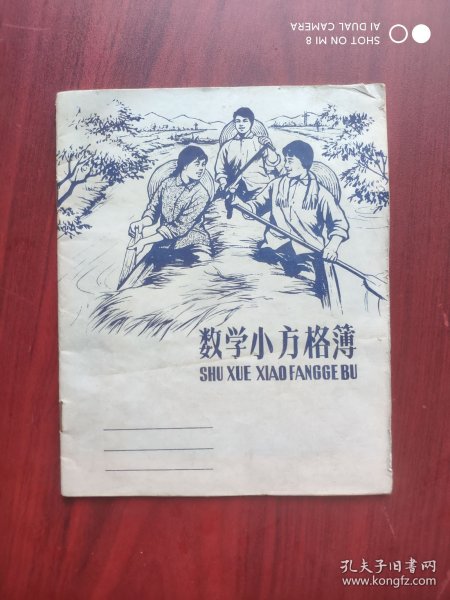 SHOT ON MI 8
AI DUAL CAMERA
数学小方格簿
SHU XUE XIAO FANGGE BU
孔夫子旧书网
www.kongfz.com